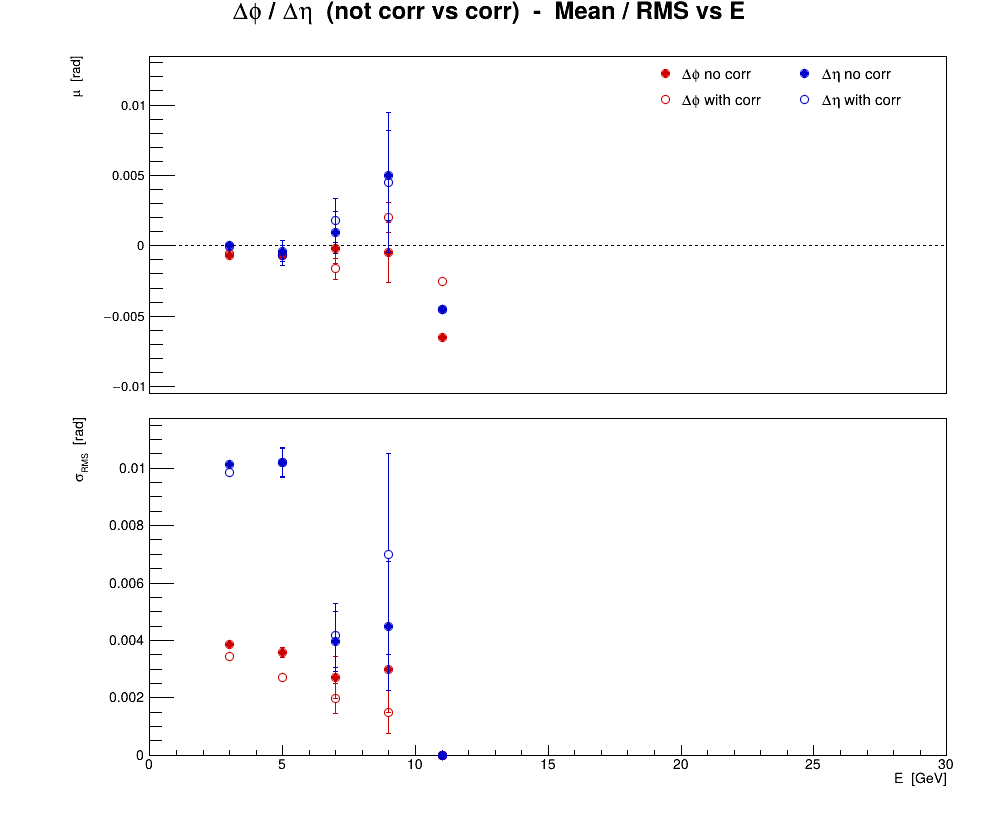 Δϕ / Δη (not corr vs corr) - Mean / RMS vs E
μ [rad]
Δϕ no corr
Δη no corr
Δϕ with corr
Δη with corr
0.01
0.005
0
−0.005
−0.01
σRMS [rad]
0.01
0.008
0.006
0.004
0.002
0
0 5 10 15 20 25 30
E [GeV]